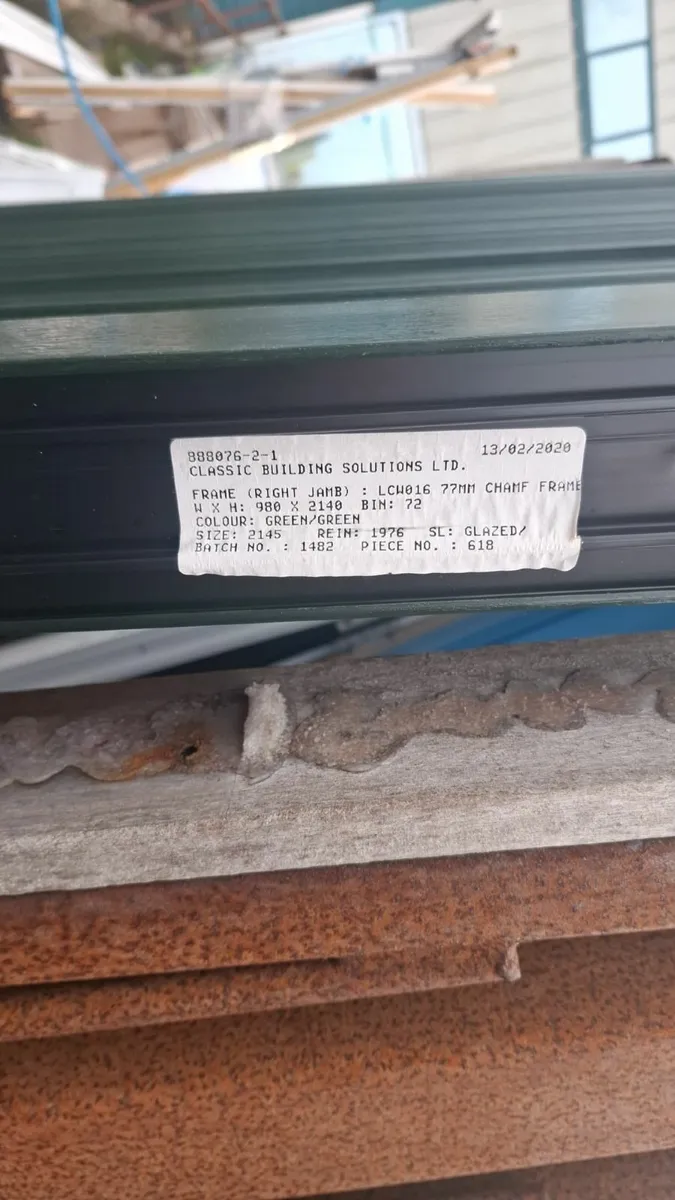 888076-2-1 13/02/2020
CLASSIC BUILDING SOLUTIONS LTD.
FRAME (RIGHT JAMB) : LCW016 77MM CHAMF FRAME
W X H: 980 X 2140 BIN: 72
COLOUR: GREEN/GREEN
SIZE: 2145 REIN: 1976 SL: GLAZED/
BATCH NO. : 1482 PIECE NO. : 618